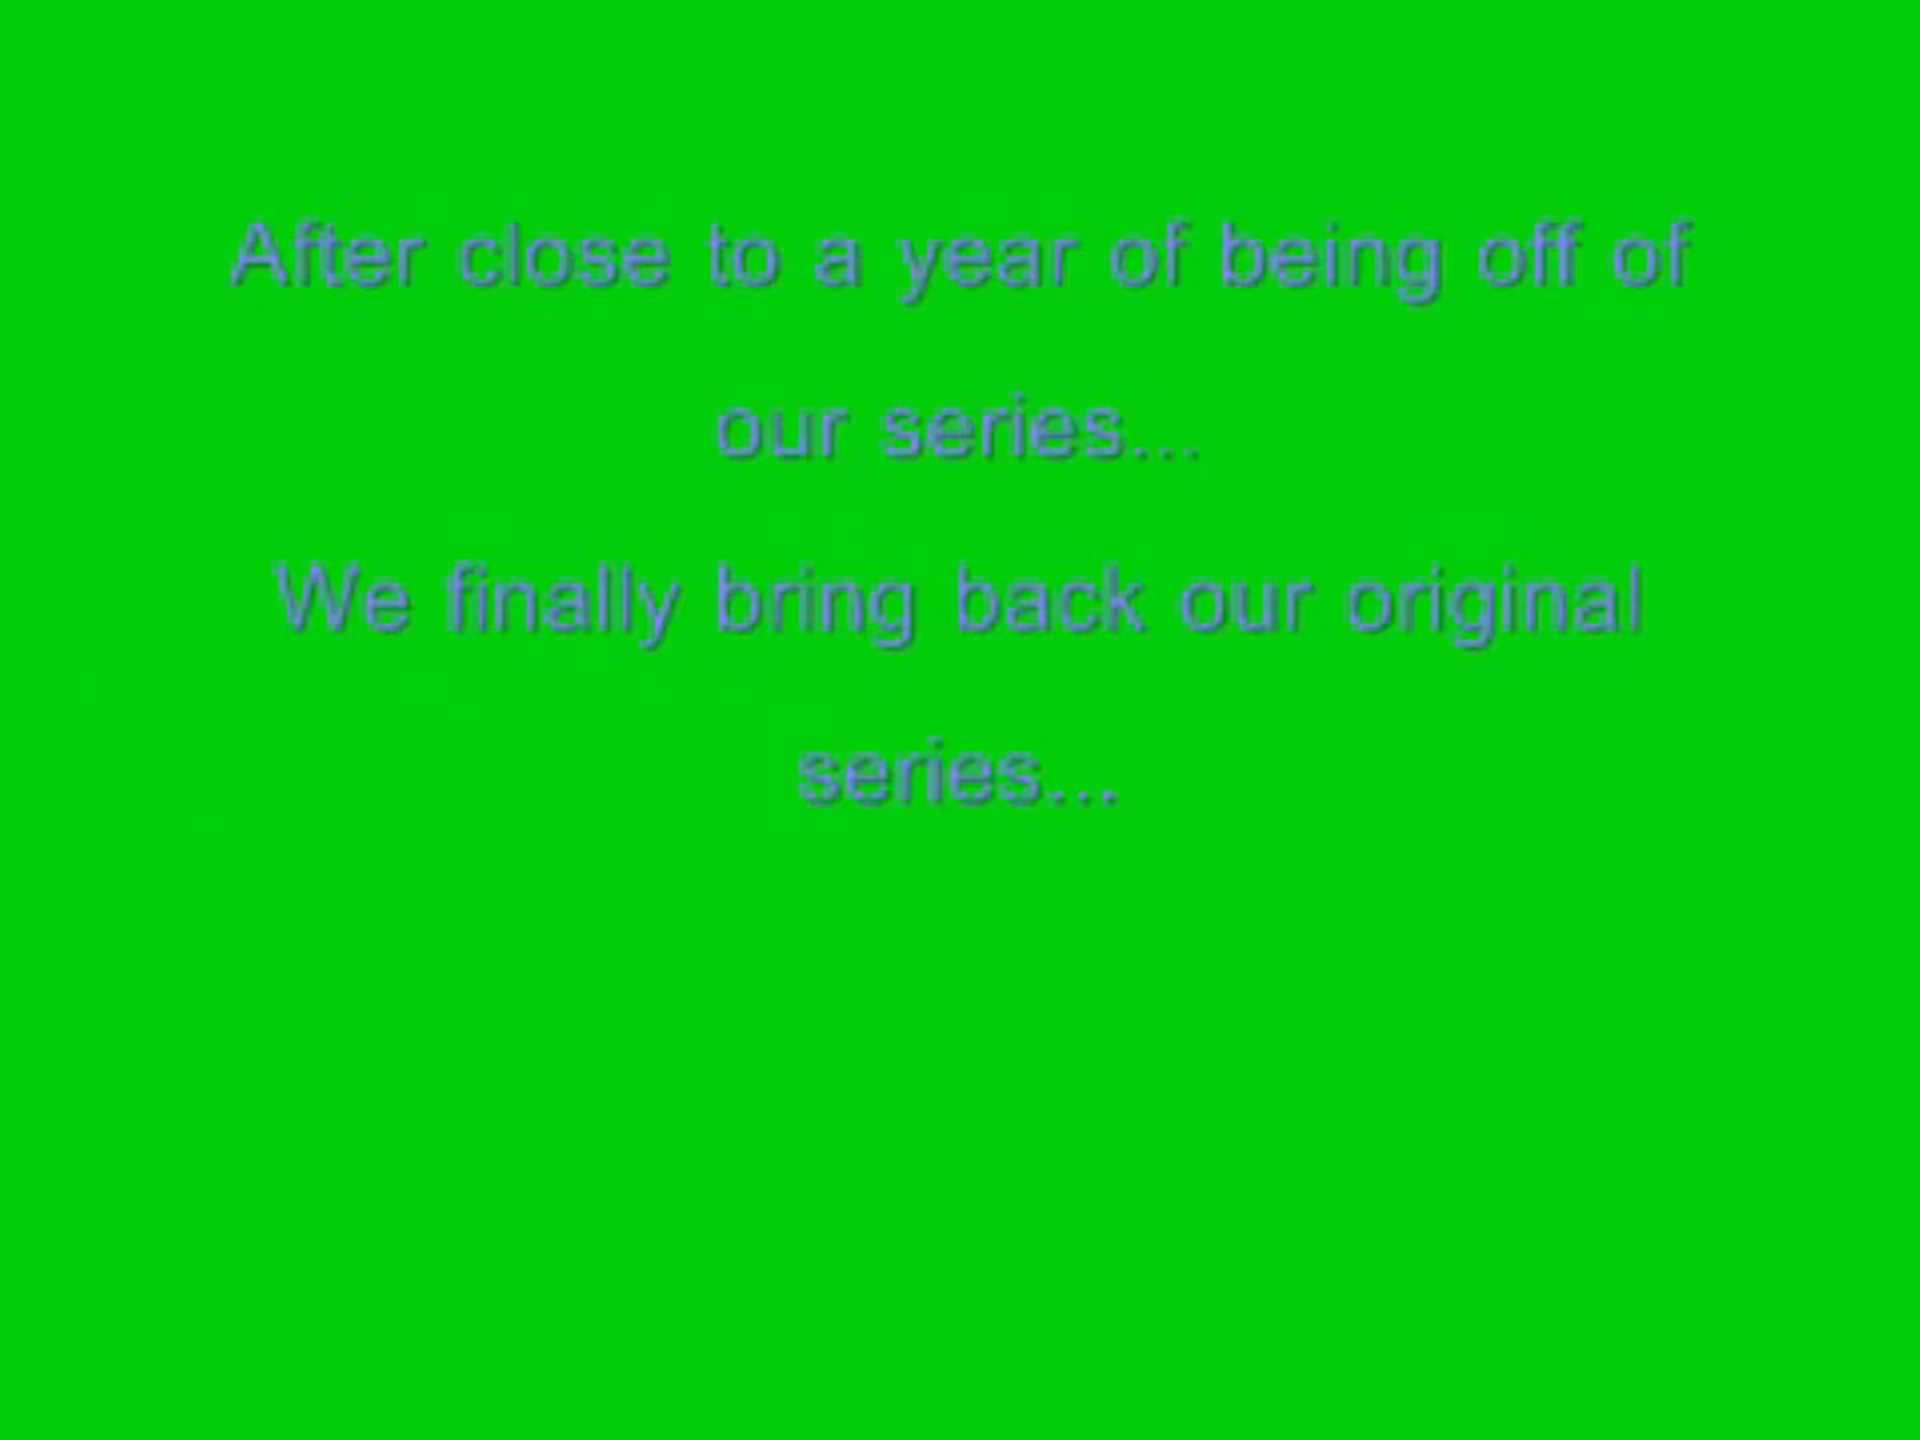 After close to a year of being off of
our series...
We finally bring back our original
series...